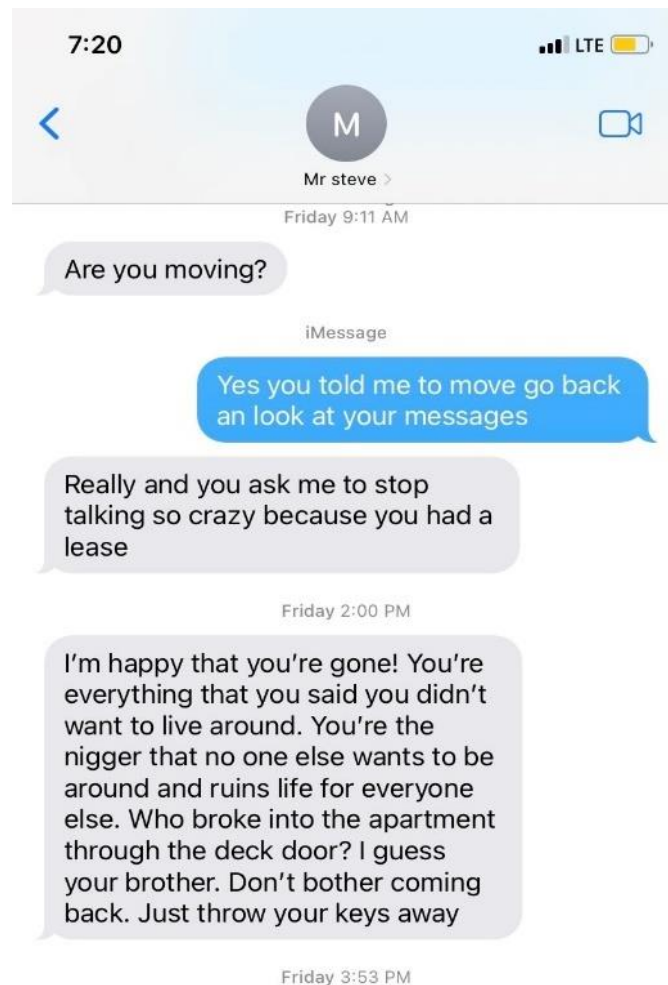 7:20
LTE
M
Mr steve
Friday 9:11 AM
Are you moving?
iMessage
Yes you told me to move go back
an look at your messages
Really and you ask me to stop
talking so crazy because you had a
lease
Friday 2:00 PM
I'm happy that you're gone! You're
everything that you said you didn't
want to live around. You're the
nigger that no one else wants to be
around and ruins life for everyone
else. Who broke into the apartment
through the deck door? I guess
your brother. Don't bother coming
back. Just throw your keys away
Friday 3:53 PM